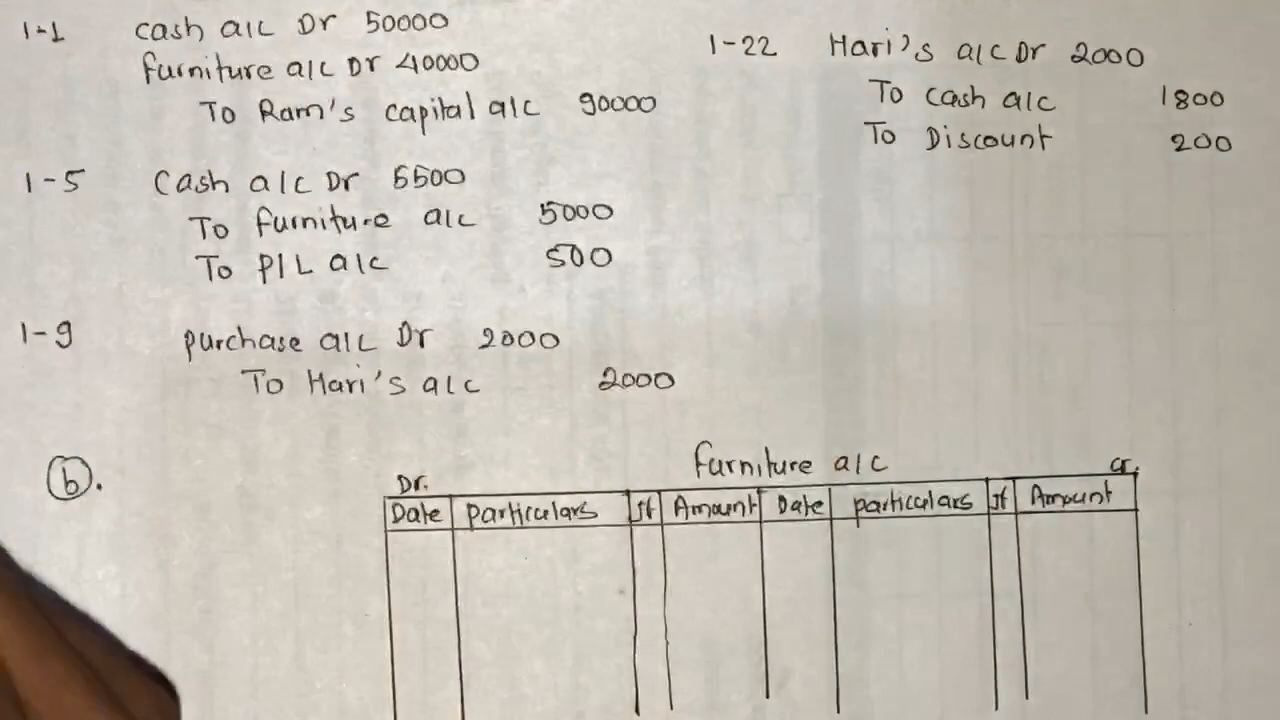 1-1 cash a/c Dr 50000
furniture a/c Dr 40000
To Ram's capital a/c 90000
1-5 Cash a/c Dr 5500
To furniture a/c 5000
To P/L a/c 500
1-9 purchase a/c Dr 2000
To Hari's a/c 2000
1-22 Hari's a/c Dr 2000
To cash a/c 1800
To Discount 200
(b).
furniture a/c
Dr. cr.
Date particulars Jf Amount Date particulars Jf Amount